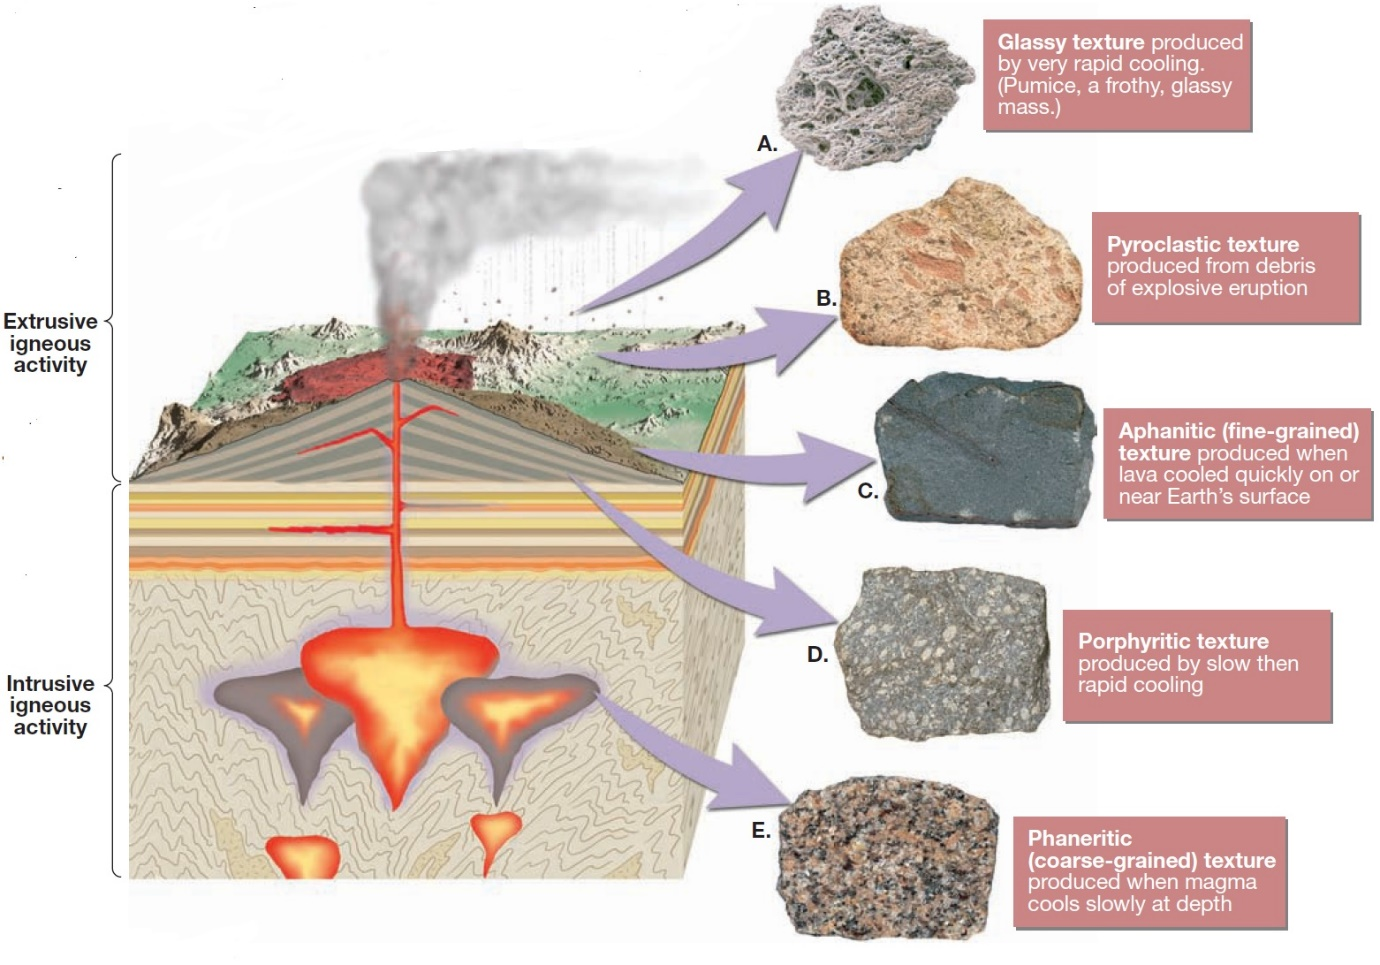 Glassy texture produced
by very rapid cooling.
(Pumice, a frothy, glassy
mass.)
A.
Pyroclastic texture
produced from debris
of explosive eruption
B.
Extrusive
igneous
activity
Aphanitic (fine-grained)
texture produced when
lava cooled quickly on or
near Earth's surface
C.
Porphyritic texture
produced by slow then
rapid cooling
D.
Intrusive
igneous
activity
E.
Phaneritic
(coarse-grained) texture
produced when magma
cools slowly at depth